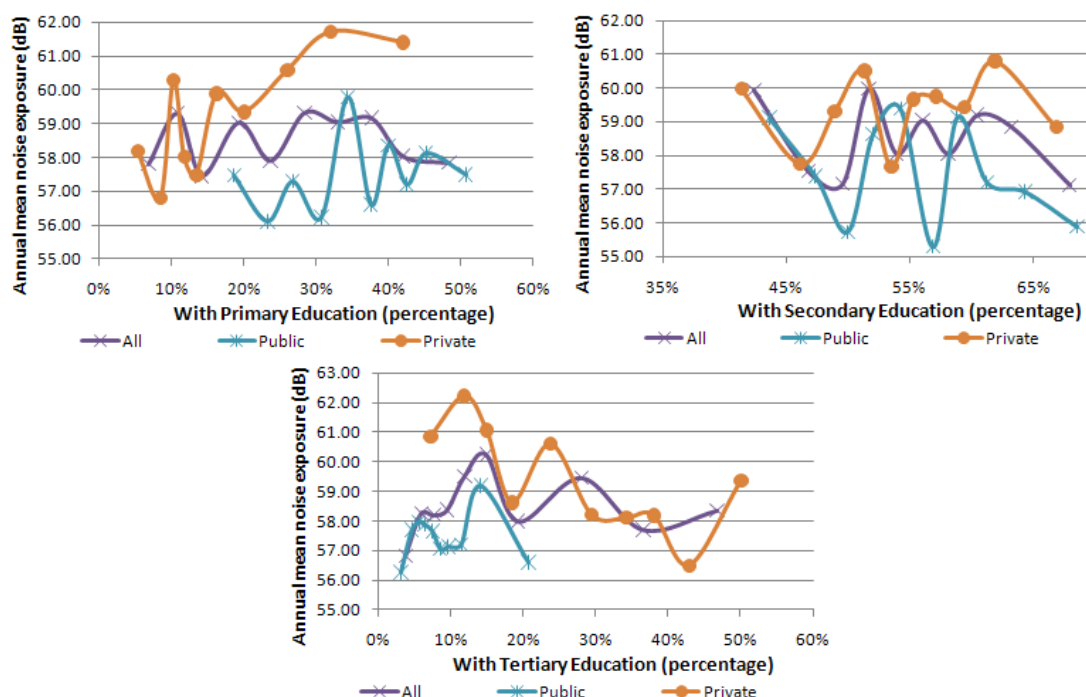 Annual mean noise exposure (dB)
62.00
61.00
60.00
59.00
58.00
57.00
56.00
55.00
0% 10% 20% 30% 40% 50% 60%
With Primary Education (percentage)
All Public Private
Annual mean noise exposure (dB)
62.00
61.00
60.00
59.00
58.00
57.00
56.00
55.00
35% 45% 55% 65%
With Secondary Education (percentage)
All Public Private
Annual mean noise exposure (dB)
63.00
62.00
61.00
60.00
59.00
58.00
57.00
56.00
55.00
0% 10% 20% 30% 40% 50% 60%
With Tertiary Education (percentage)
All Public Private